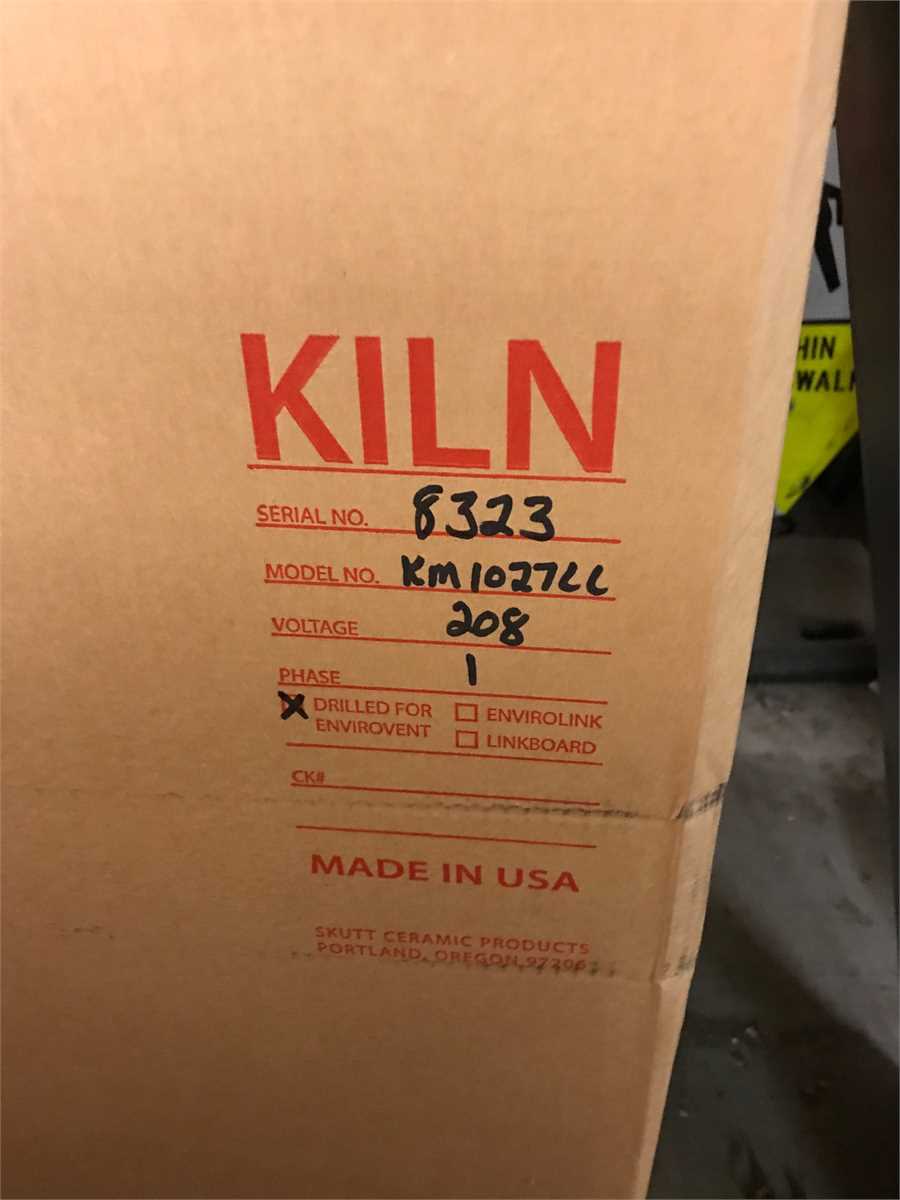 KILN
SERIAL NO. 8323
MODEL NO. KM1027LL
VOLTAGE 208
PHASE 1
X DRILLED FOR ENVIROVENT
☐ ENVIROLINK
☐ LINKBOARD
CK#
MADE IN USA
SKUTT CERAMIC PRODUCTS
PORTLAND, OREGON 97206
HIN
WALK